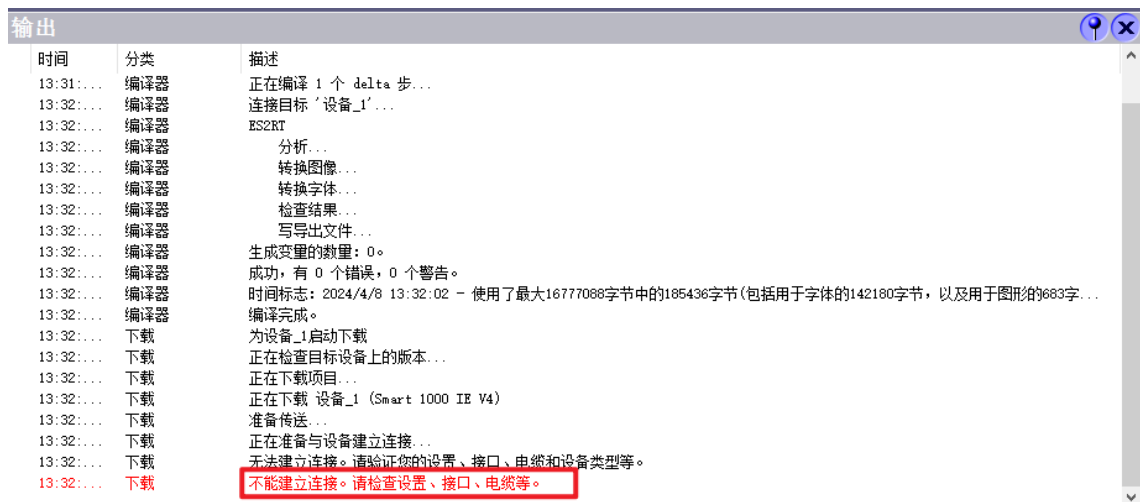 输出
时间 分类 描述
13:31:... 编译器 正在编译 1 个 delta 步...
13:32:... 编译器 连接目标 '设备_1'...
13:32:... 编译器 ES2RT
13:32:... 编译器 分析...
13:32:... 编译器 转换图像...
13:32:... 编译器 转换字体...
13:32:... 编译器 检查结果...
13:32:... 编译器 写导出文件...
13:32:... 编译器 生成变量的数量: 0。
13:32:... 编译器 成功,有 0 个错误,0 个警告。
13:32:... 编译器 时间标志: 2024/4/8 13:32:02 - 使用了最大16777088字节中的185436字节(包括用于字体的142180字节, 以及用于图形的683字...
13:32:... 编译器 编译完成。
13:32:... 下载 为设备_1启动下载
13:32:... 下载 正在检查目标设备上的版本...
13:32:... 下载 正在下载项目...
13:32:... 下载 正在下载 设备_1 (Smart 1000 IE V4)
13:32:... 下载 准备传送...
13:32:... 下载 正在准备与设备建立连接...
13:32:... 下载 无法建立连接。请验证您的设置、接口、电缆和设备类型等。
13:32:... 下载 不能建立连接。请检查设置、接口、电缆等。